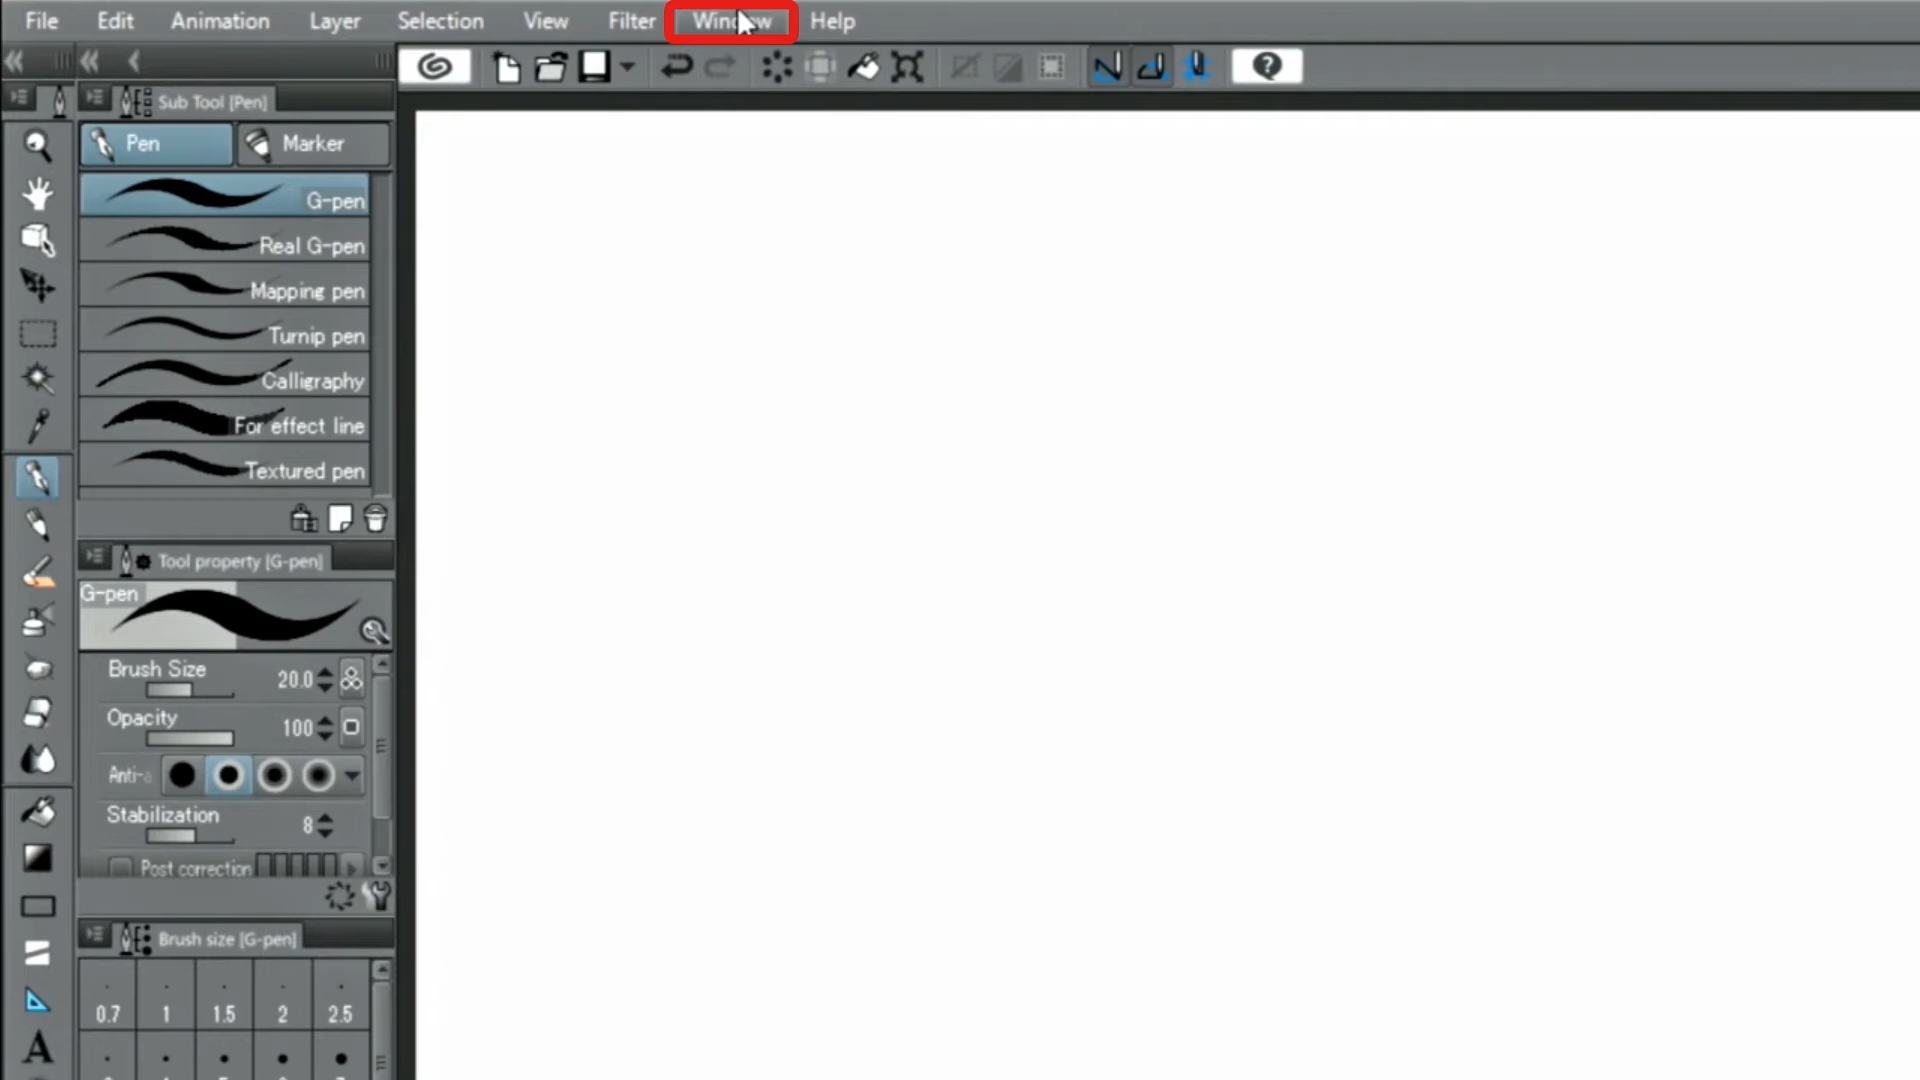 File Edit Animation Layer Selection View Filter Window Help
Sub Tool [Pen]
Pen Marker
G-pen
Real G-pen
Mapping pen
Turnip pen
Calligraphy
For effect line
Textured pen
Tool property [G-pen]
G-pen
Brush Size 20.0
Opacity 100
Anti-a
Stabilization 8
Post correction
Brush size [G-pen]
0.7 1 1.5 2 2.5